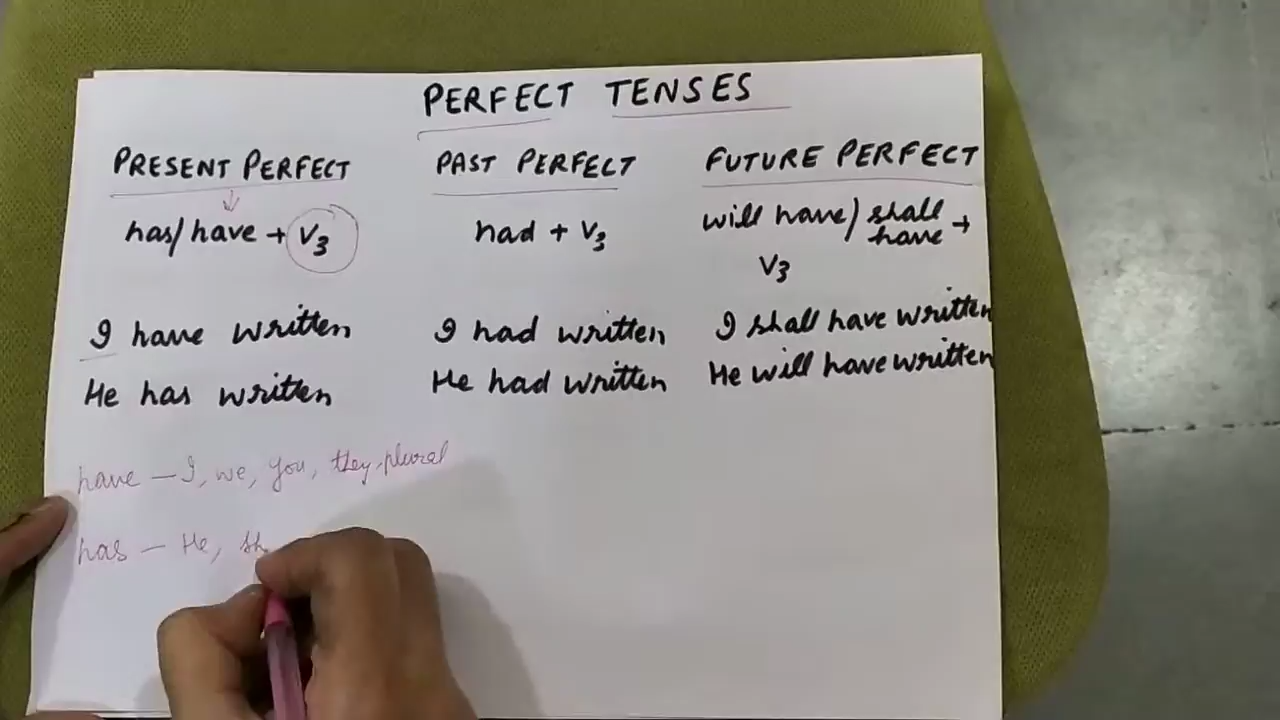 PERFECT TENSES
PRESENT PERFECT
has/have + V3
I have written
He has written
PAST PERFECT
had + V3
I had written
He had written
FUTURE PERFECT
will have/ shall have +
V3
I shall have written
He will have written
have — I, we, you, they, plural
has — He, sh